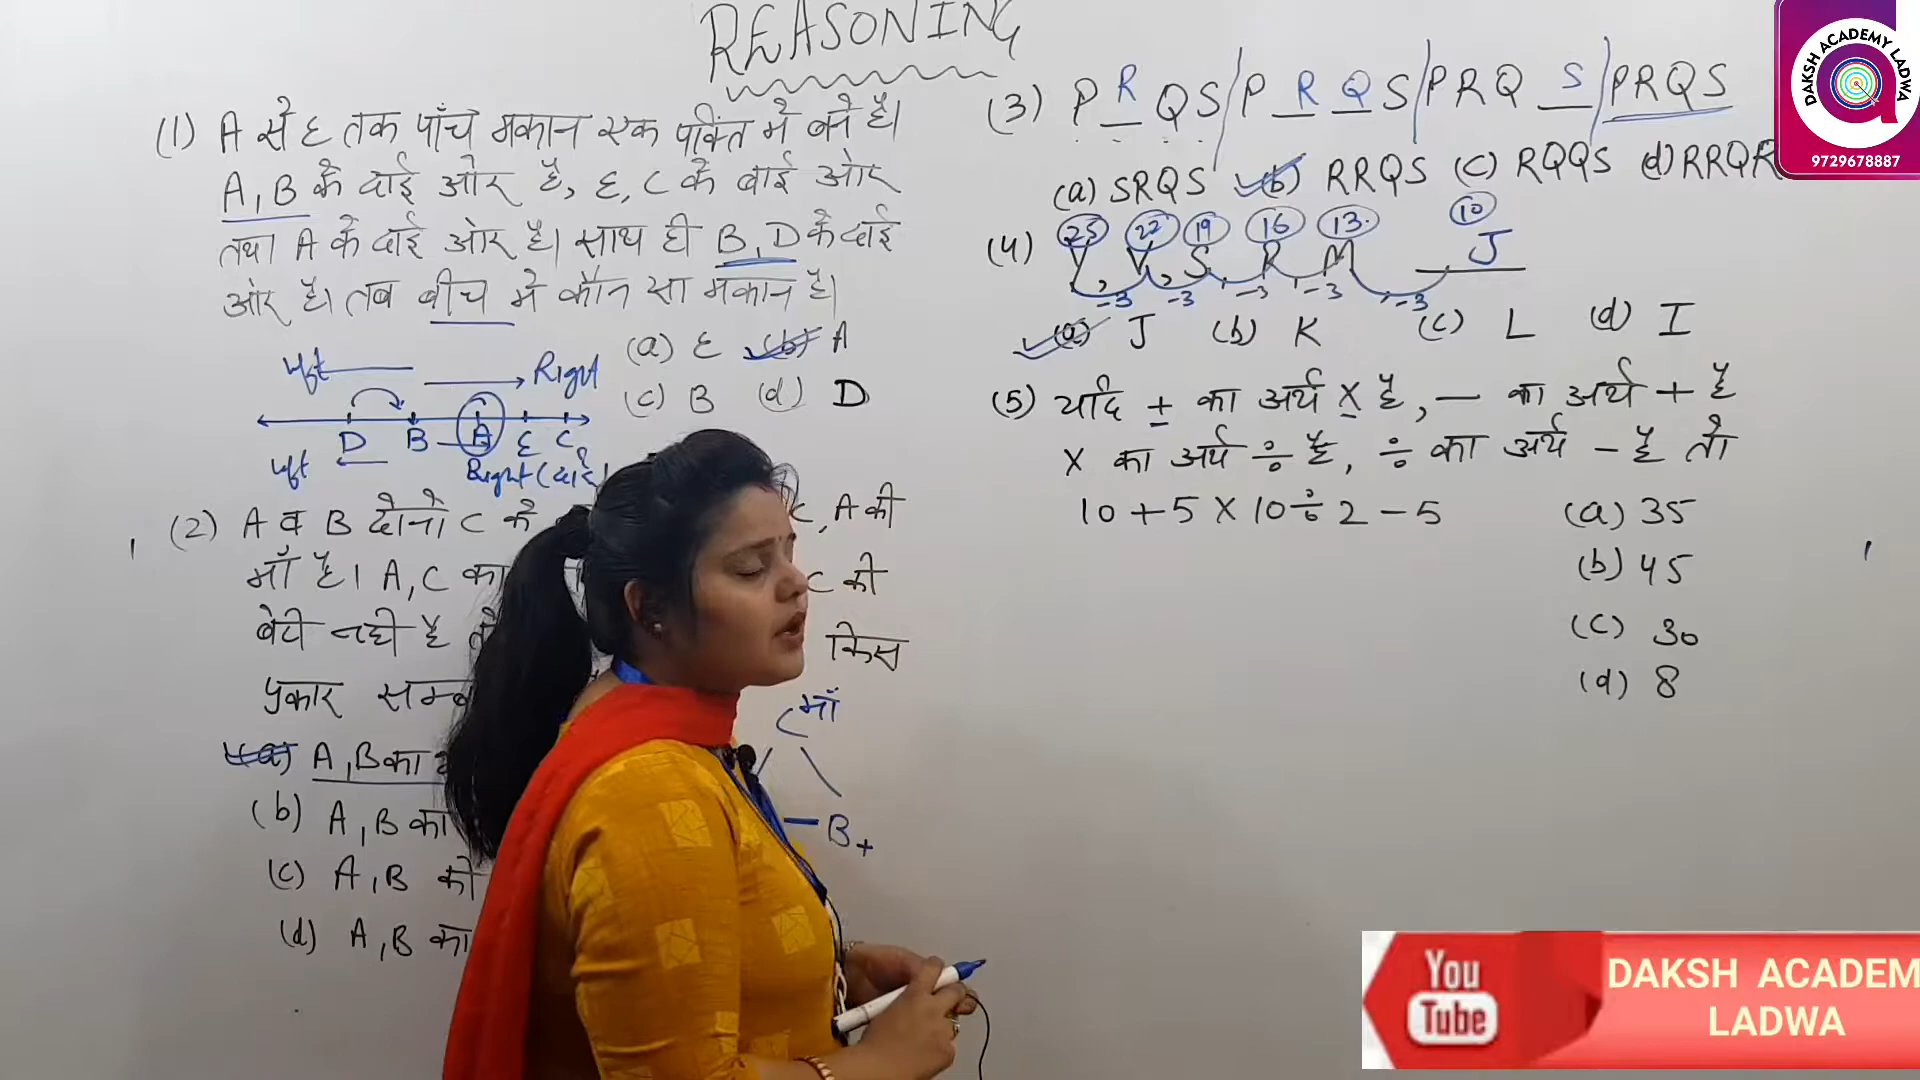 REASONING
(1) A से E तक पाँच मकान एक पंक्ति में बने है।
A, B के दाई ओर है, E, C के बाई ओर
तथा A के दाई ओर है। साथ ही B, D के दाई
ओर है। तब बीच में कौन सा मकान है।
(a) E (b) A
(c) B (d) D
Left Right
D B A E C
Left Right (दाई
(2) A व B दोनो C के
C, A की
माँ है। A, C का
C की
बेटी नही है तो
किस
प्रकार सम्ब
(a) A, B का
(b) A, B का
(c) A, B की
(d) A, B का
C माँ
B +
(3) P R QS/P R Q S/PRQ S/PRQS
(a) SRQS (b) RRQS (c) RQQS (d) RRQR
25 22 19 16 13 10
(4) Y, V, S, R, M, J
-3 -3 -3 -3 -3
(a) J (b) K (c) L (d) I
(5) यदि ± का अर्थ × है, — का अर्थ + है
× का अर्थ ÷ है, ÷ का अर्थ - है तो
10 + 5 × 10 ÷ 2 - 5 (a) 35
(b) 45
(c) 30
(d) 8
DAKSH ACADEMY LADWA
9729678887
You Tube
DAKSH ACADEM
LADWA